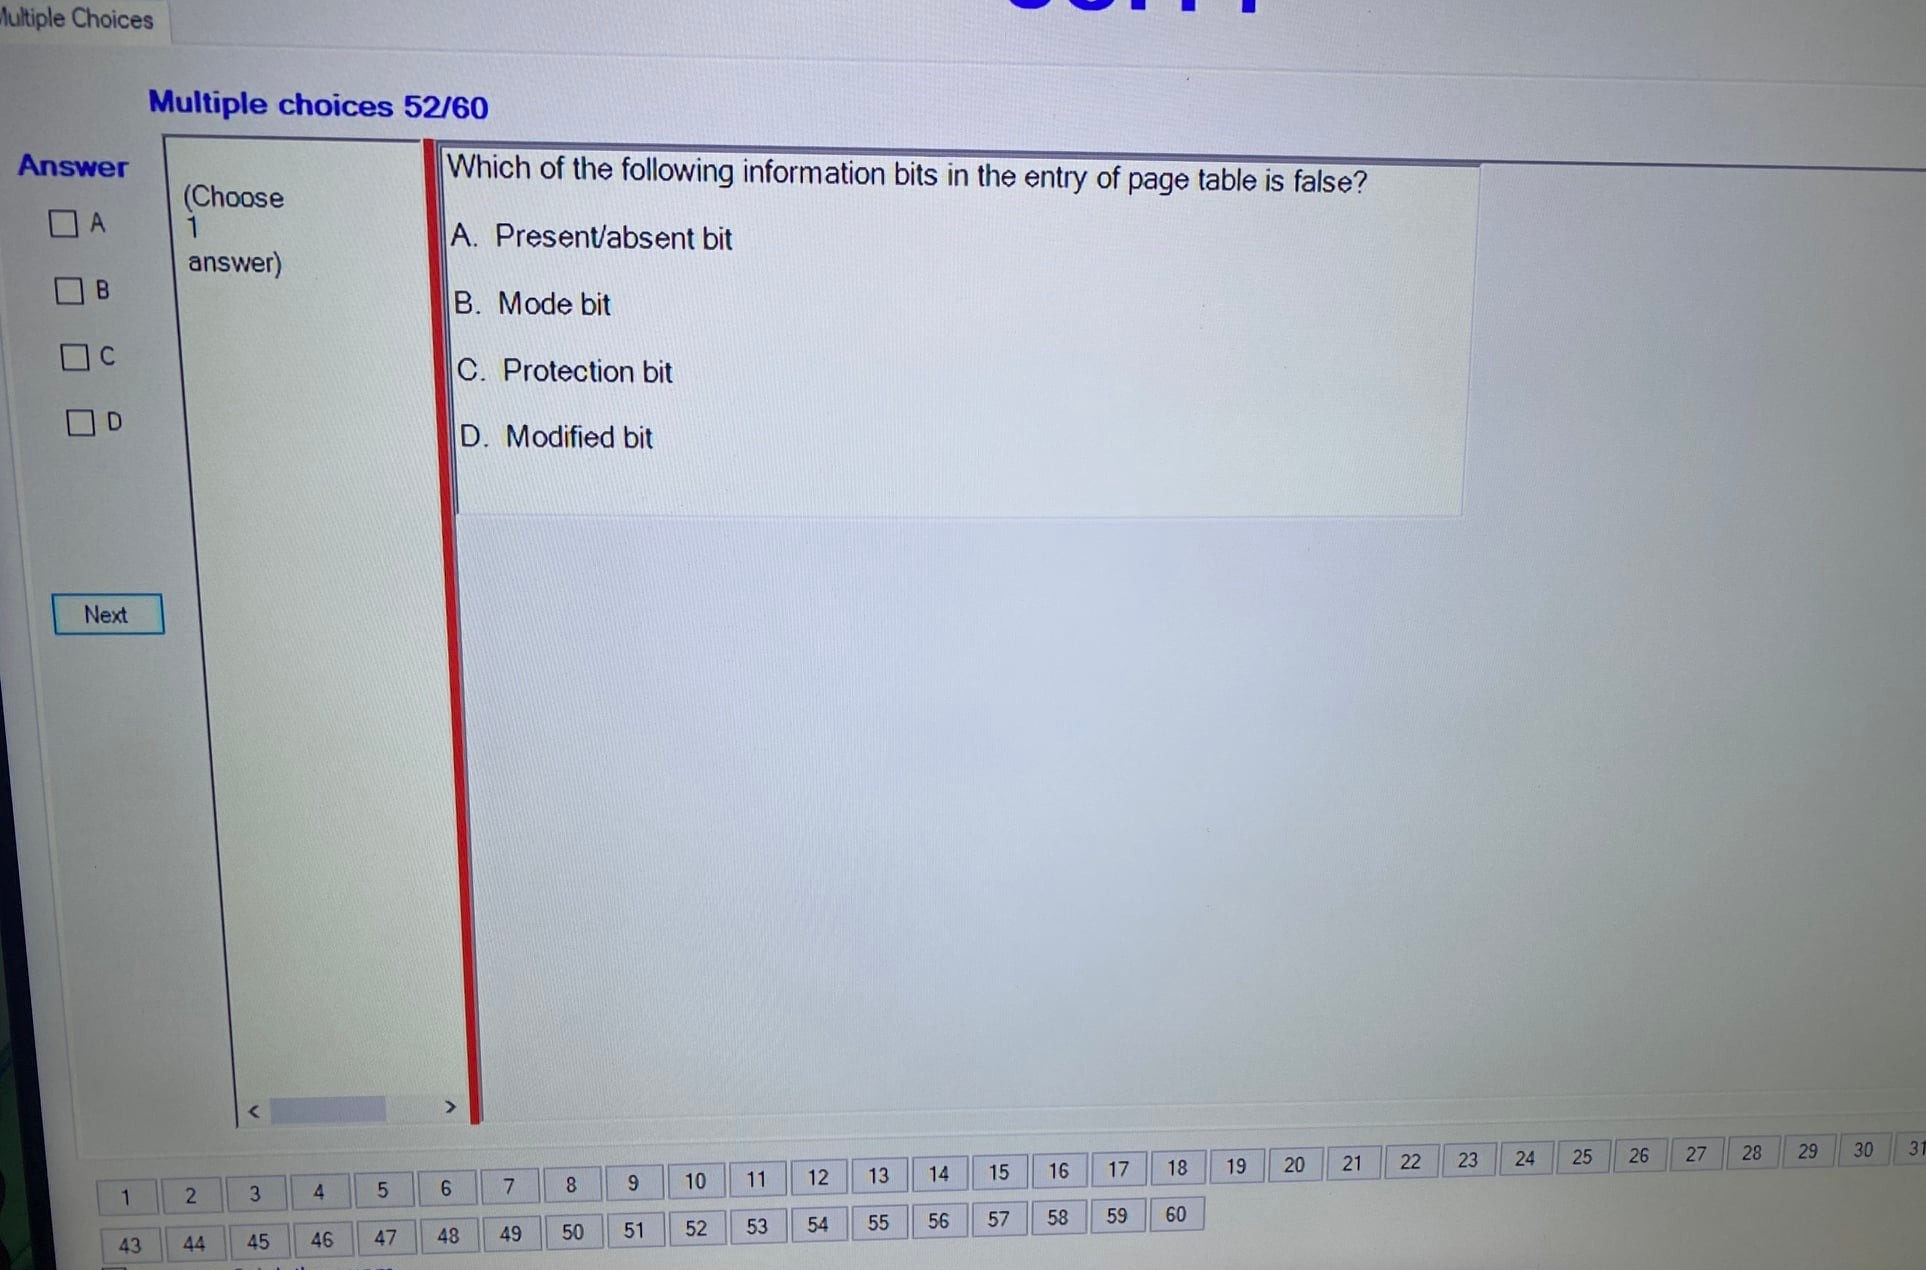 Multiple Choices
Multiple choices 52/60
Answer
A
B
C
D
Next
(Choose
1
answer)
Which of the following information bits in the entry of page table is false?
A. Present/absent bit
B. Mode bit
C. Protection bit
D. Modified bit
< >
1 2 3 4 5 6 7 8 9 10 11 12 13 14 15 16 17 18 19 20 21 22 23 24 25 26 27 28 29 30 31
43 44 45 46 47 48 49 50 51 52 53 54 55 56 57 58 59 60